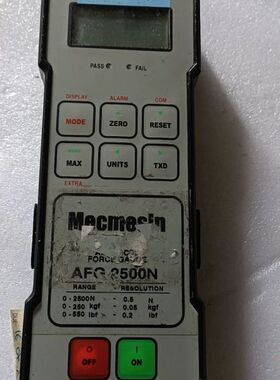 PASS FAIL
DISPLAY ALARM COM
MODE ZERO RESET
MAX UNITS TXD
EXTRA
Mecmesin
FORCE GAUGE
AFG 2500N
RANGE RESOLUTION
0-2500N - 0.5 N
0-250 kgf - 0.05 kgf
0-550 lbf - 0.2 lbf
O I
OFF ON